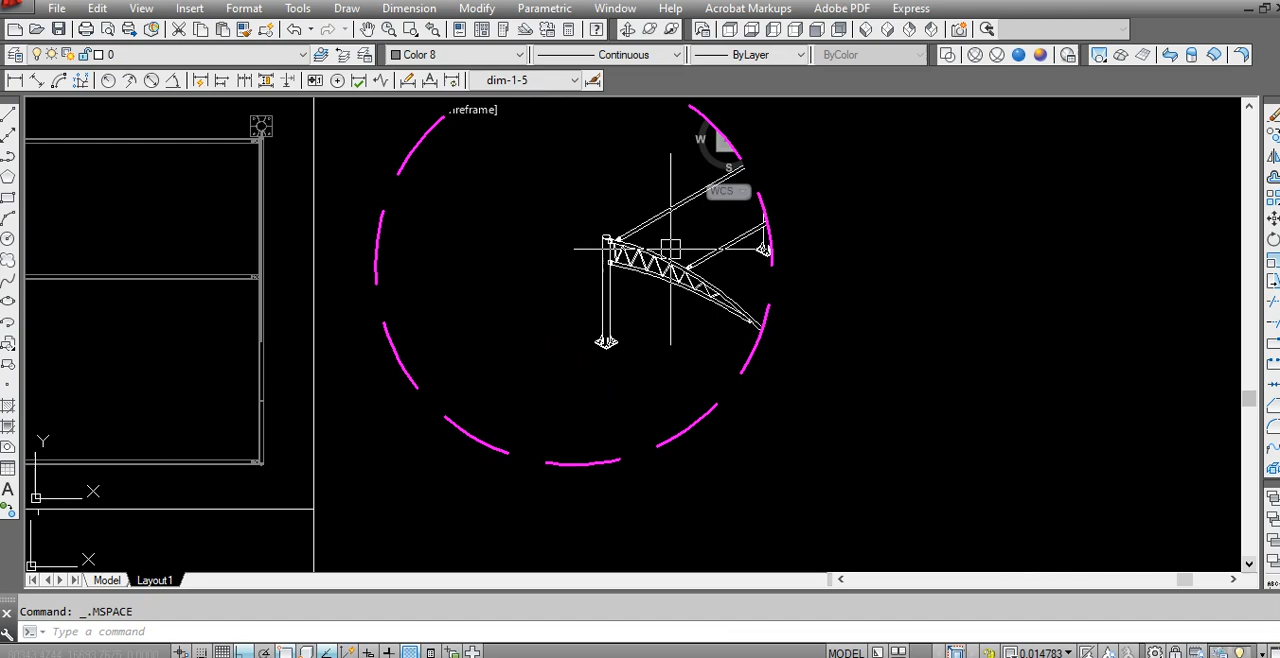 File Edit View Insert Format Tools Draw Dimension Modify Parametric Window Help Acrobat Markups Adobe PDF Express
0 Color 8 Continuous ByLayer ByColor
dim-1-5
ireframe]
W
S
WCS
Y
X
X
Model Layout1
Command: _.MSPACE
Type a command
MODEL 0.014783